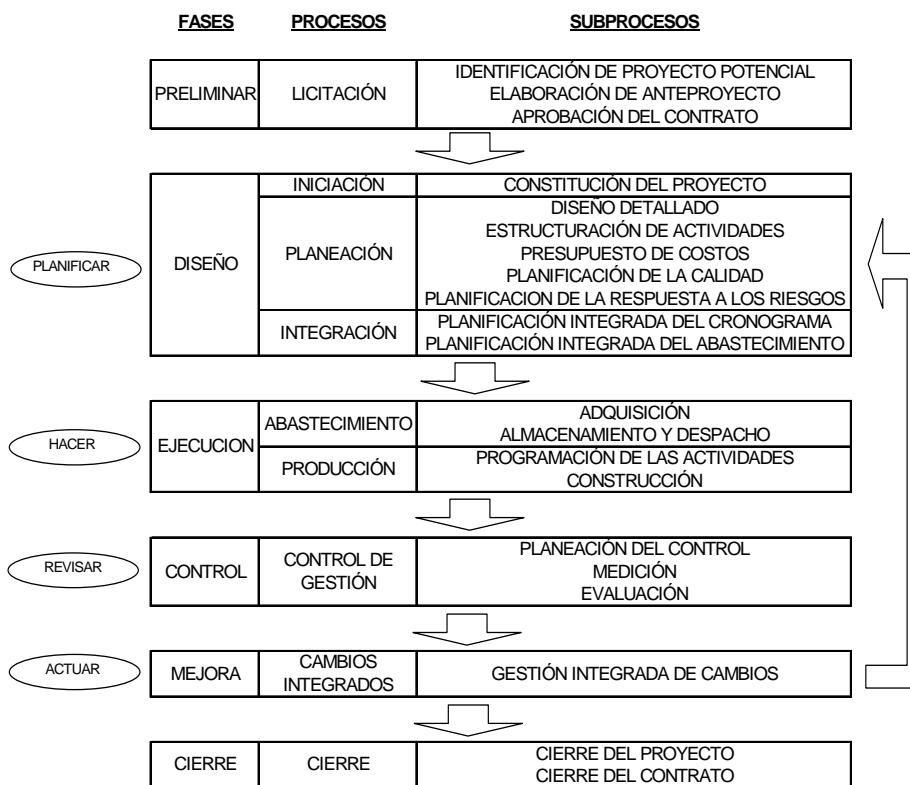 FASES PROCESOS SUBPROCESOS
IDENTIFICACIÓN DE PROYECTO POTENCIAL
PRELIMINAR LICITACIÓN ELABORACIÓN DE ANTEPROYECTO
APROBACIÓN DEL CONTRATO
INICIACIÓN CONSTITUCIÓN DEL PROYECTO
DISEÑO DETALLADO
ESTRUCTURACIÓN DE ACTIVIDADES
PLANIFICAR DISEÑO PLANEACIÓN PRESUPUESTO DE COSTOS
PLANIFICACIÓN DE LA CALIDAD
PLANIFICACION DE LA RESPUESTA A LOS RIESGOS
INTEGRACIÓN PLANIFICACIÓN INTEGRADA DEL CRONOGRAMA
PLANIFICACIÓN INTEGRADA DEL ABASTECIMIENTO
HACER EJECUCION ABASTECIMIENTO ADQUISICIÓN
ALMACENAMIENTO Y DESPACHO
PRODUCCIÓN PROGRAMACIÓN DE LAS ACTIVIDADES
CONSTRUCCIÓN
REVISAR CONTROL CONTROL DE PLANEACIÓN DEL CONTROL
GESTIÓN MEDICIÓN
EVALUACIÓN
ACTUAR MEJORA CAMBIOS GESTIÓN INTEGRADA DE CAMBIOS
INTEGRADOS
CIERRE CIERRE CIERRE DEL PROYECTO
CIERRE DEL CONTRATO